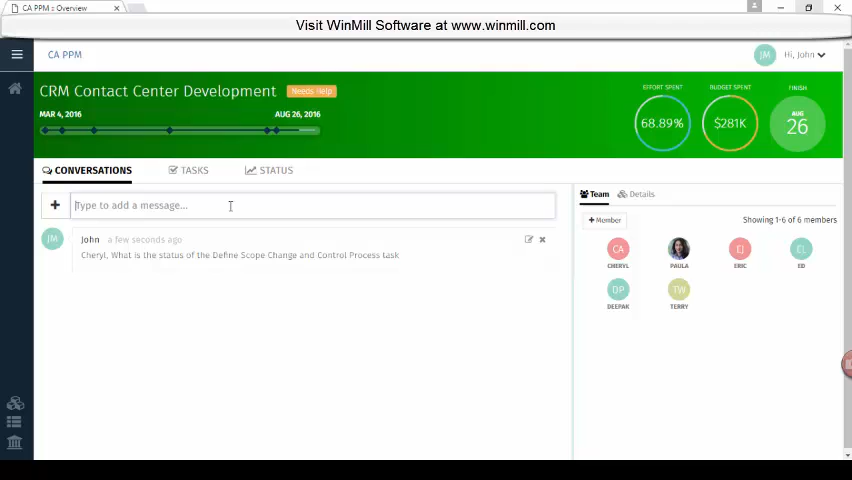 CA PPM :: Overview
Visit WinMill Software at www.winmill.com
CA PPM
JM
Hi, John
CRM Contact Center Development
Needs Help
MAR 4, 2016
AUG 26, 2016
EFFORT SPENT
68.89%
BUDGET SPENT
$281K
FINISH
AUG
26
CONVERSATIONS
TASKS
STATUS
Type to add a message...
JM
John a few seconds ago
Cheryl, What is the status of the Define Scope Change and Control Process task
Team
Details
+ Member
Showing 1-6 of 6 members
CA
EJ
EL
CHERYL
PAULA
ERIC
ED
DP
TW
DEEPAK
TERRY